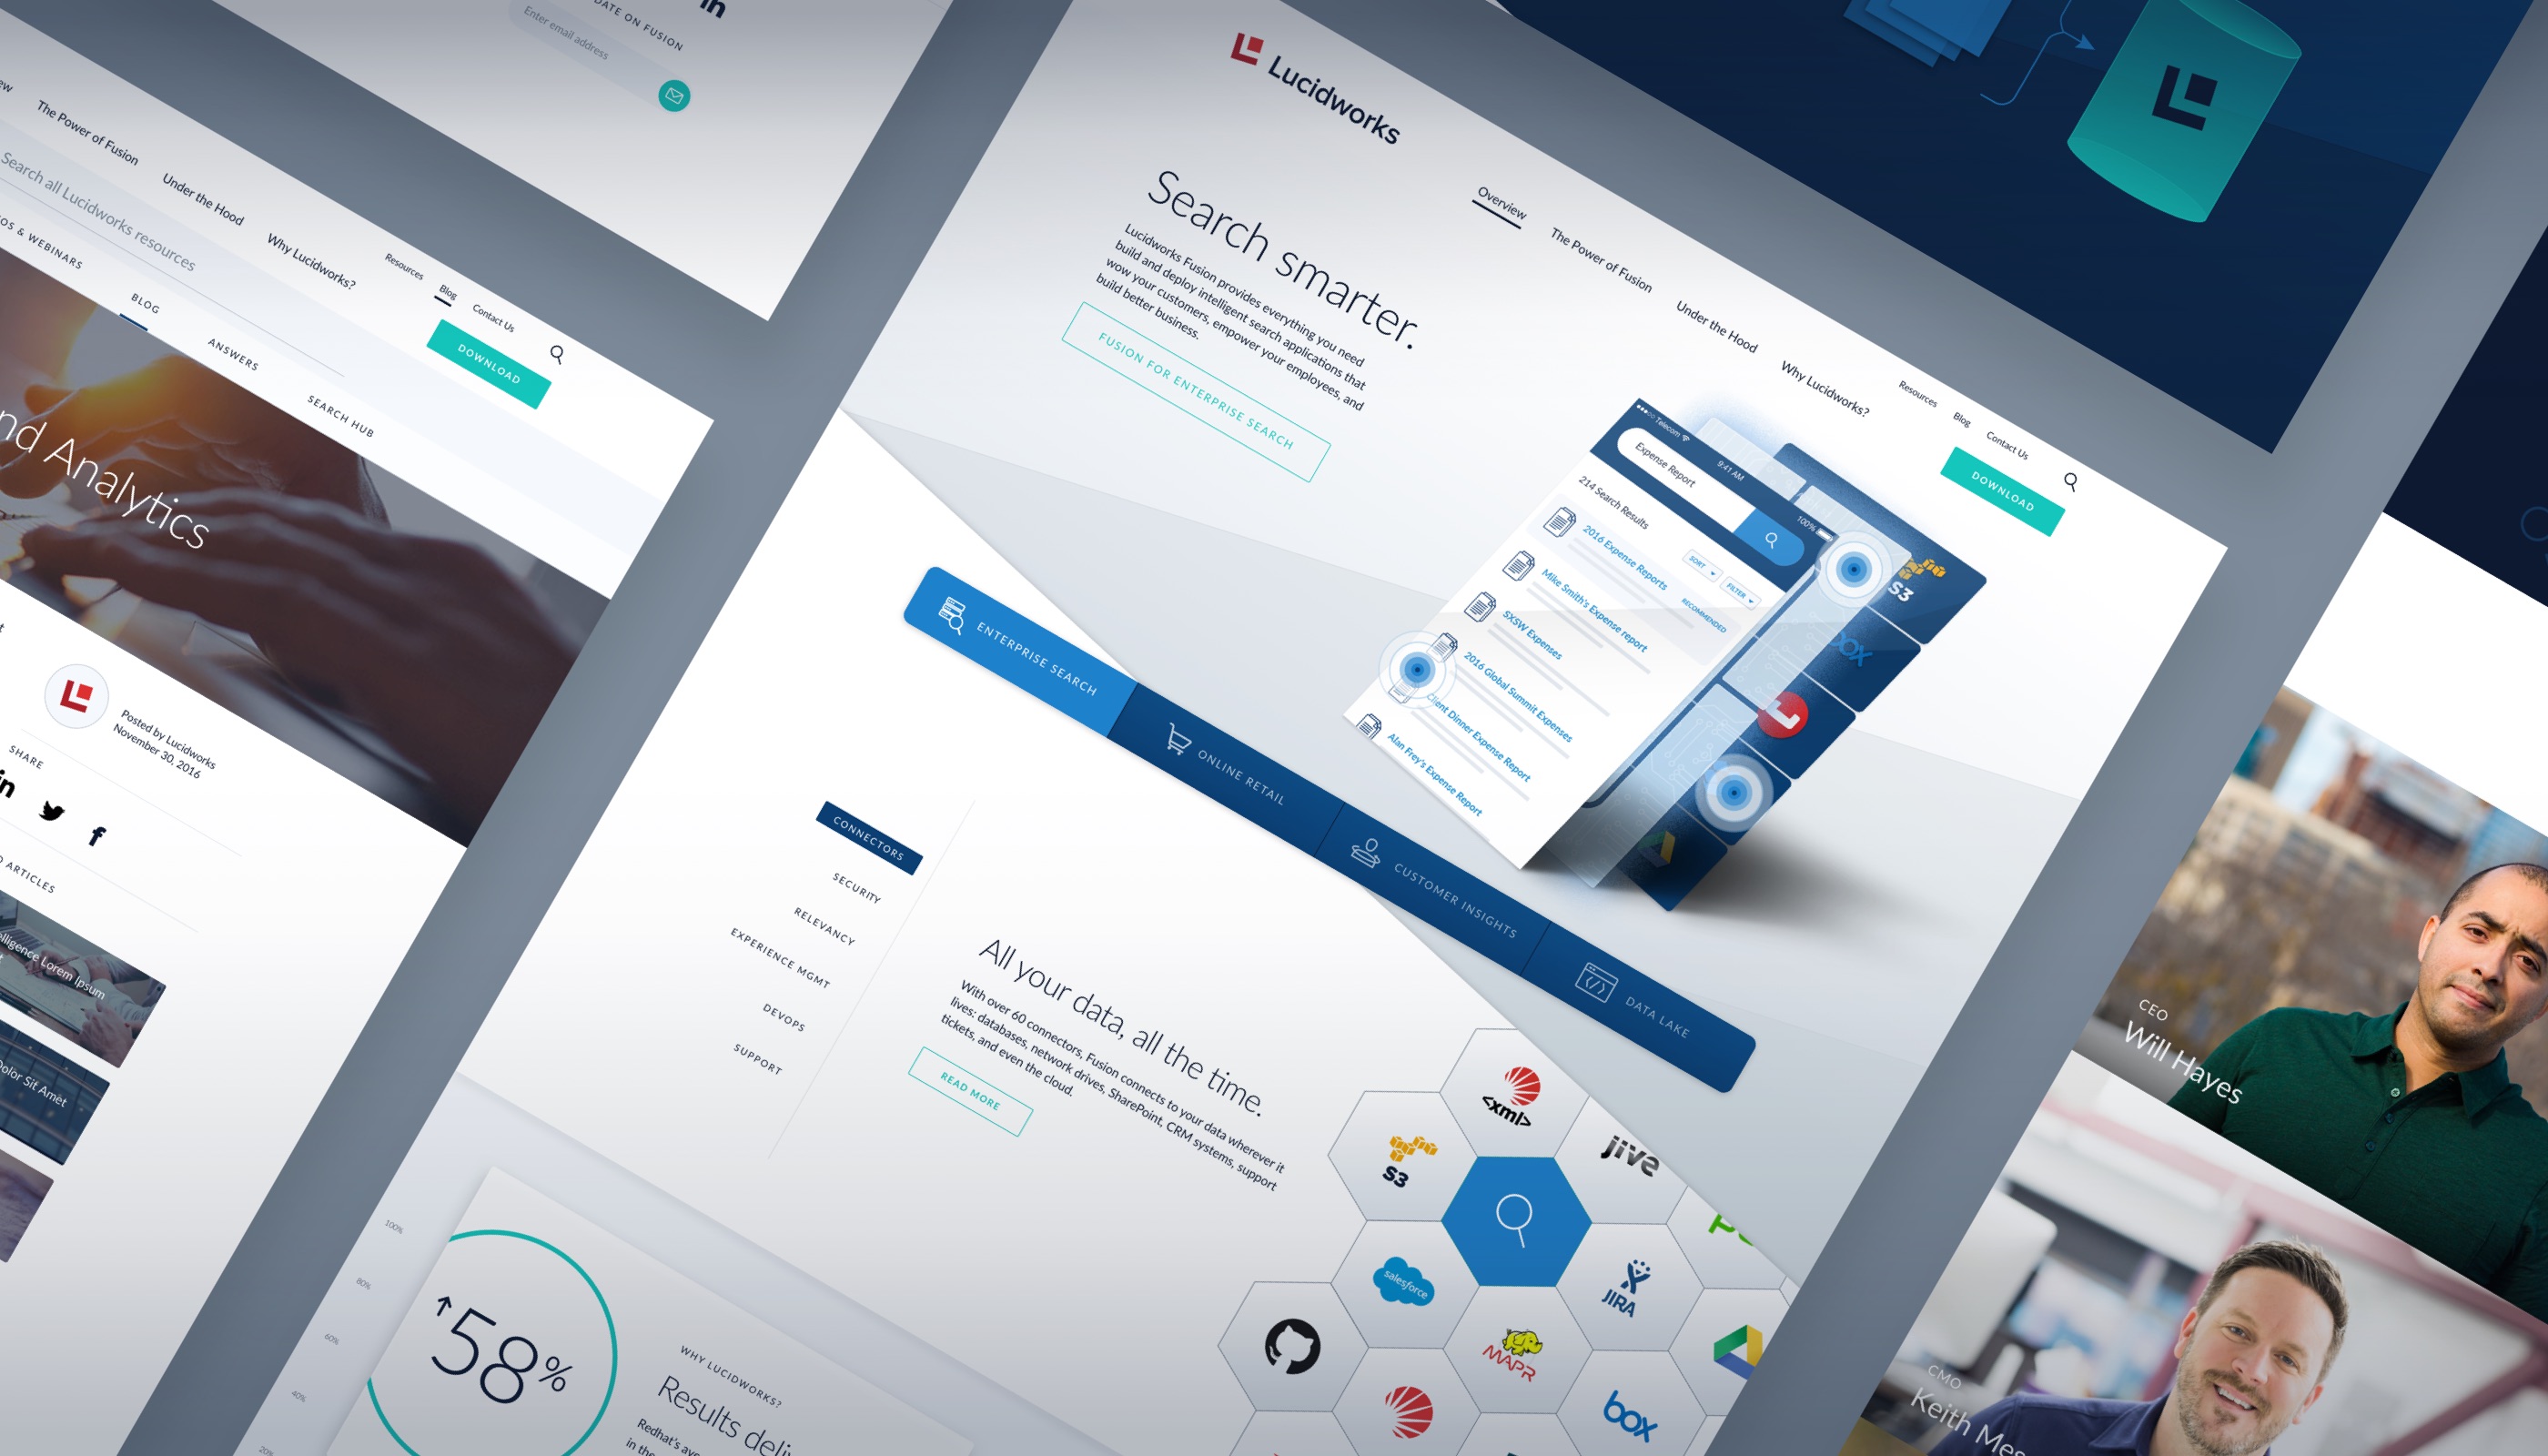 DATE ON FUSION
Enter email address
The Power of Fusion
Under the Hood
Why Lucidworks?
Resources
Blog
Contact Us
DOWNLOAD
Search all Lucidworks resources
& WEBINARS
BLOG
ANSWERS
SEARCH HUB
Analytics
Posted by Lucidworks
November 30, 2016
SHARE
ARTICLES
Lorem Ipsum
Dolor Sit Amet
Lucidworks
Overview
The Power of Fusion
Under the Hood
Why Lucidworks?
Resources
Blog
Contact Us
DOWNLOAD
Search smarter.
Lucidworks Fusion provides everything you need
build and deploy intelligent search applications that
wow your customers, empower your employees, and
build better business.
FUSION FOR ENTERPRISE SEARCH
Telecom
9:41 AM
100%
Expense Report
214 Search Results
SORT
FILTER
2016 Expense Reports
RECOMMENDED
Mike Smith's Expense report
SXSW Expenses
2016 Global Summit Expenses
Client Dinner Expense Report
Alan Frey's Expense Report
S3
box
ENTERPRISE SEARCH
ONLINE RETAIL
CUSTOMER INSIGHTS
DATA LAKE
CONNECTORS
SECURITY
RELEVANCY
EXPERIENCE MGMT
DEVOPS
SUPPORT
All your data, all the time.
With over 60 connectors, Fusion connects to your data wherever it
lives: databases, network drives, SharePoint, CRM systems, support
tickets, and even the cloud.
READ MORE
<xml>
S3
jive
salesforce
JIRA
MAPR
box
100%
80%
60%
40%
20%
58%
WHY LUCIDWORKS?
Results
Redhat's
in the
CEO
Will Hayes
CMO
Keith